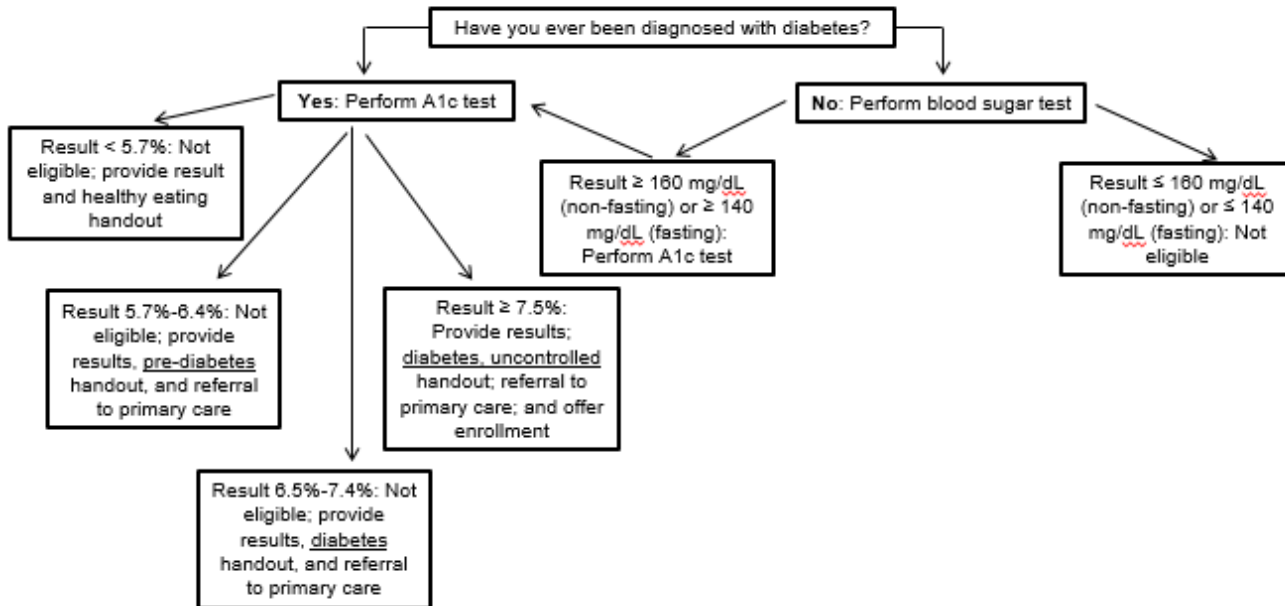 Have you ever been diagnosed with diabetes?
Yes: Perform A1c test
No: Perform blood sugar test
Result < 5.7%: Not
eligible; provide result
and healthy eating
handout
Result ≥ 160 mg/dL
(non-fasting) or ≥ 140
mg/dL (fasting):
Perform A1c test
Result ≤ 160 mg/dL
(non-fasting) or ≤ 140
mg/dL (fasting): Not
eligible
Result 5.7%-6.4%: Not
eligible; provide
results, pre-diabetes
handout, and referral
to primary care
Result ≥ 7.5%:
Provide results;
diabetes, uncontrolled
handout; referral to
primary care; and offer
enrollment
Result 6.5%-7.4%: Not
eligible; provide
results, diabetes
handout, and referral
to primary care